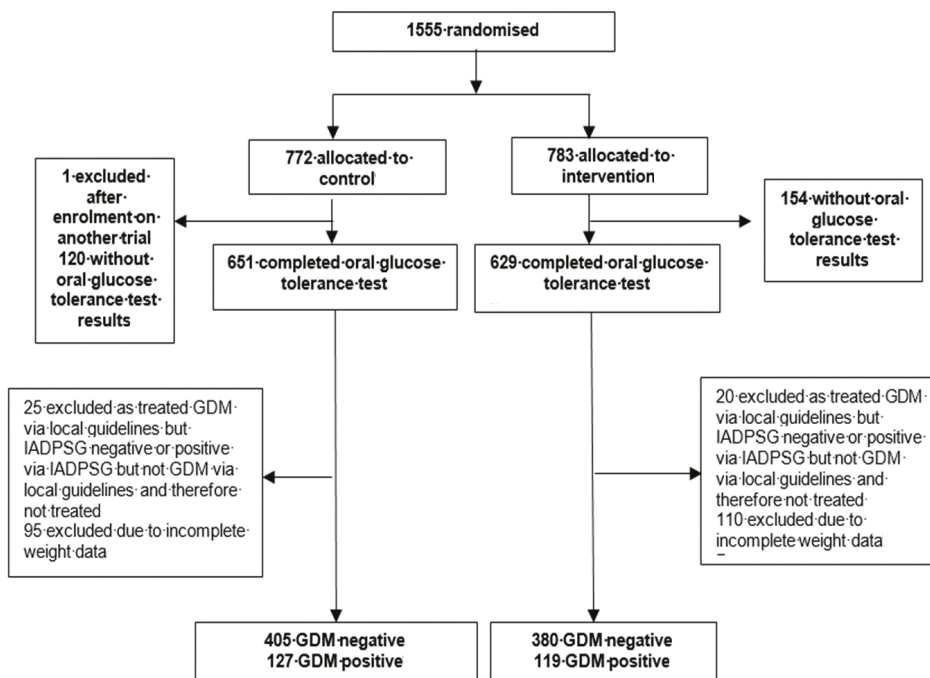 1555·randomised
772·allocated·to·
control
783·allocated·to·
intervention
1·excluded·
after·
enrolment·on·
another·trial
120·without·
oral·glucose·
tolerance·test·
results
154·without·oral·
glucose·
tolerance·test·
results
651·completed·oral·glucose·
tolerance·test
629·completed·oral·glucose·
tolerance·test
25·excluded·as·treated·GDM·
via·local·guidelines·but·
IADPSG·negative·or·positive·
via·IADPSG·but·not·GDM·via·
local·guidelines·and·therefore·
not·treated
95·excluded·due·to·incomplete·
weight·data
20·excluded·as·treated·GDM·
via·local·guidelines·but·
IADPSG·negative·or·positive·
via·IADPSG·but·not·GDM·
via·local·guidelines·and·
therefore·not·treated
110·excluded·due·to·
incomplete·weight·data
405·GDM·negative
127·GDM·positive
380·GDM·negative
119·GDM·positive